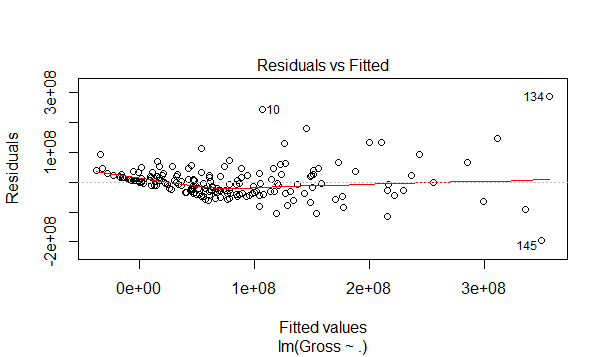 Residuals vs Fitted
3e+08
1e+08
-2e+08
Residuals
10
134
145
0e+00 1e+08 2e+08 3e+08
Fitted values
lm(Gross ~ .)